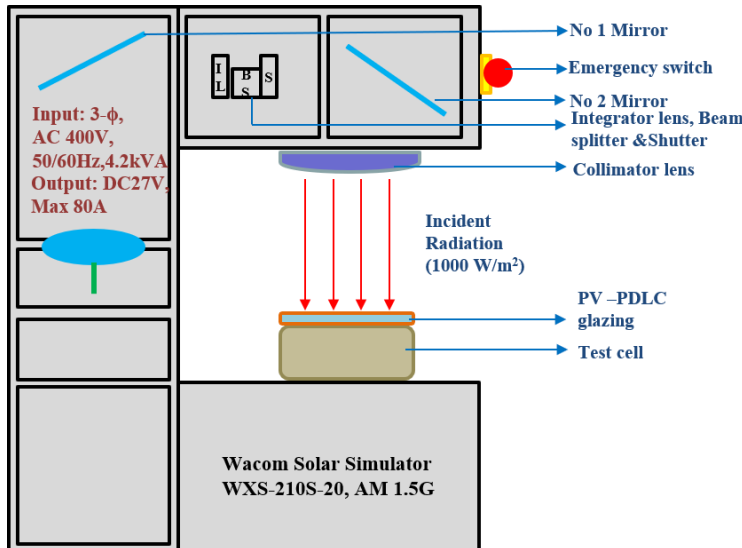 No 1 Mirror
Emergency switch
No 2 Mirror
Integrator lens, Beam
splitter &Shutter
Collimator lens
IL
BS
S
Input: 3-ϕ,
AC 400V,
50/60Hz,4.2kVA
Output: DC27V,
Max 80A
Incident
Radiation
(1000 W/m²)
PV –PDLC
glazing
Test cell
Wacom Solar Simulator
WXS-210S-20, AM 1.5G